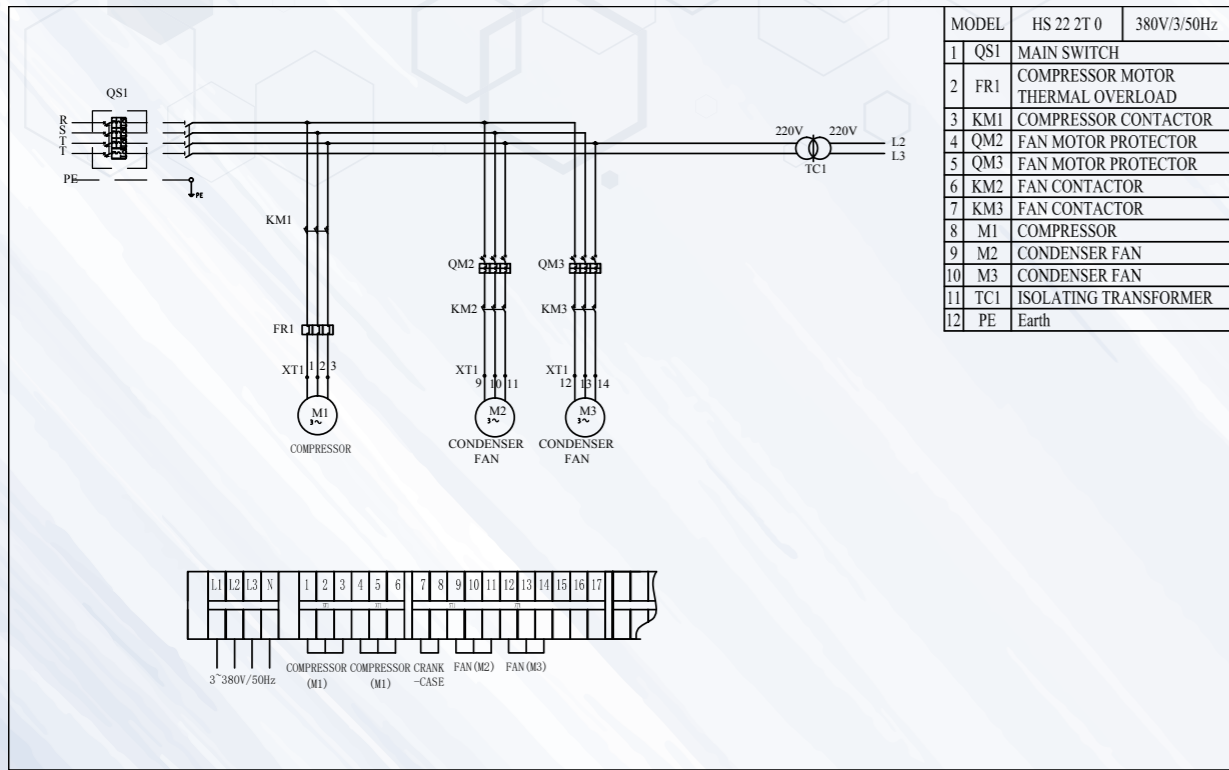 MODEL HS 22 2T 0 380V/3/50Hz
1 QS1 MAIN SWITCH
2 FR1 COMPRESSOR MOTOR
THERMAL OVERLOAD
3 KM1 COMPRESSOR CONTACTOR
4 QM2 FAN MOTOR PROTECTOR
5 QM3 FAN MOTOR PROTECTOR
6 KM2 FAN CONTACTOR
7 KM3 FAN CONTACTOR
8 M1 COMPRESSOR
9 M2 CONDENSER FAN
10 M3 CONDENSER FAN
11 TC1 ISOLATING TRANSFORMER
12 PE Earth
QS1
R
S
T
T
PE
PE
220V 220V
L2
L3
TC1
KM1
QM2 QM3
KM2 KM3
FR1
XT1 1 2 3
XT1
9 10 11
XT1
12 13 14
M1
3~
COMPRESSOR
M2
3~
CONDENSER
FAN
M3
3~
CONDENSER
FAN
L1 L2 L3 N 1 2 3 4 5 6 7 8 9 10 11 12 13 14 15 16 17
3~380V/50Hz
COMPRESSOR
(M1)
COMPRESSOR
(M1)
CRANK
-CASE
FAN(M2)
FAN(M3)